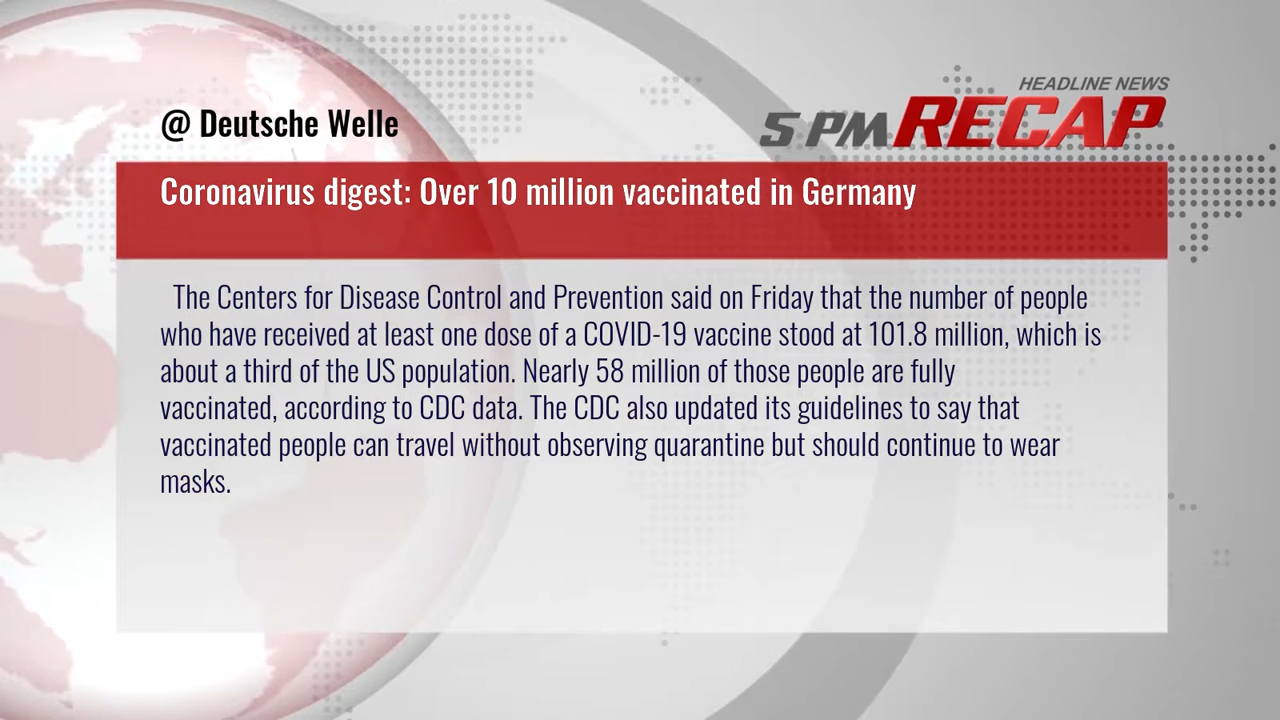 HEADLINE NEWS
@ Deutsche Welle
5 PM RECAP
Coronavirus digest: Over 10 million vaccinated in Germany
The Centers for Disease Control and Prevention said on Friday that the number of people
who have received at least one dose of a COVID-19 vaccine stood at 101.8 million, which is
about a third of the US population. Nearly 58 million of those people are fully
vaccinated, according to CDC data. The CDC also updated its guidelines to say that
vaccinated people can travel without observing quarantine but should continue to wear
masks.